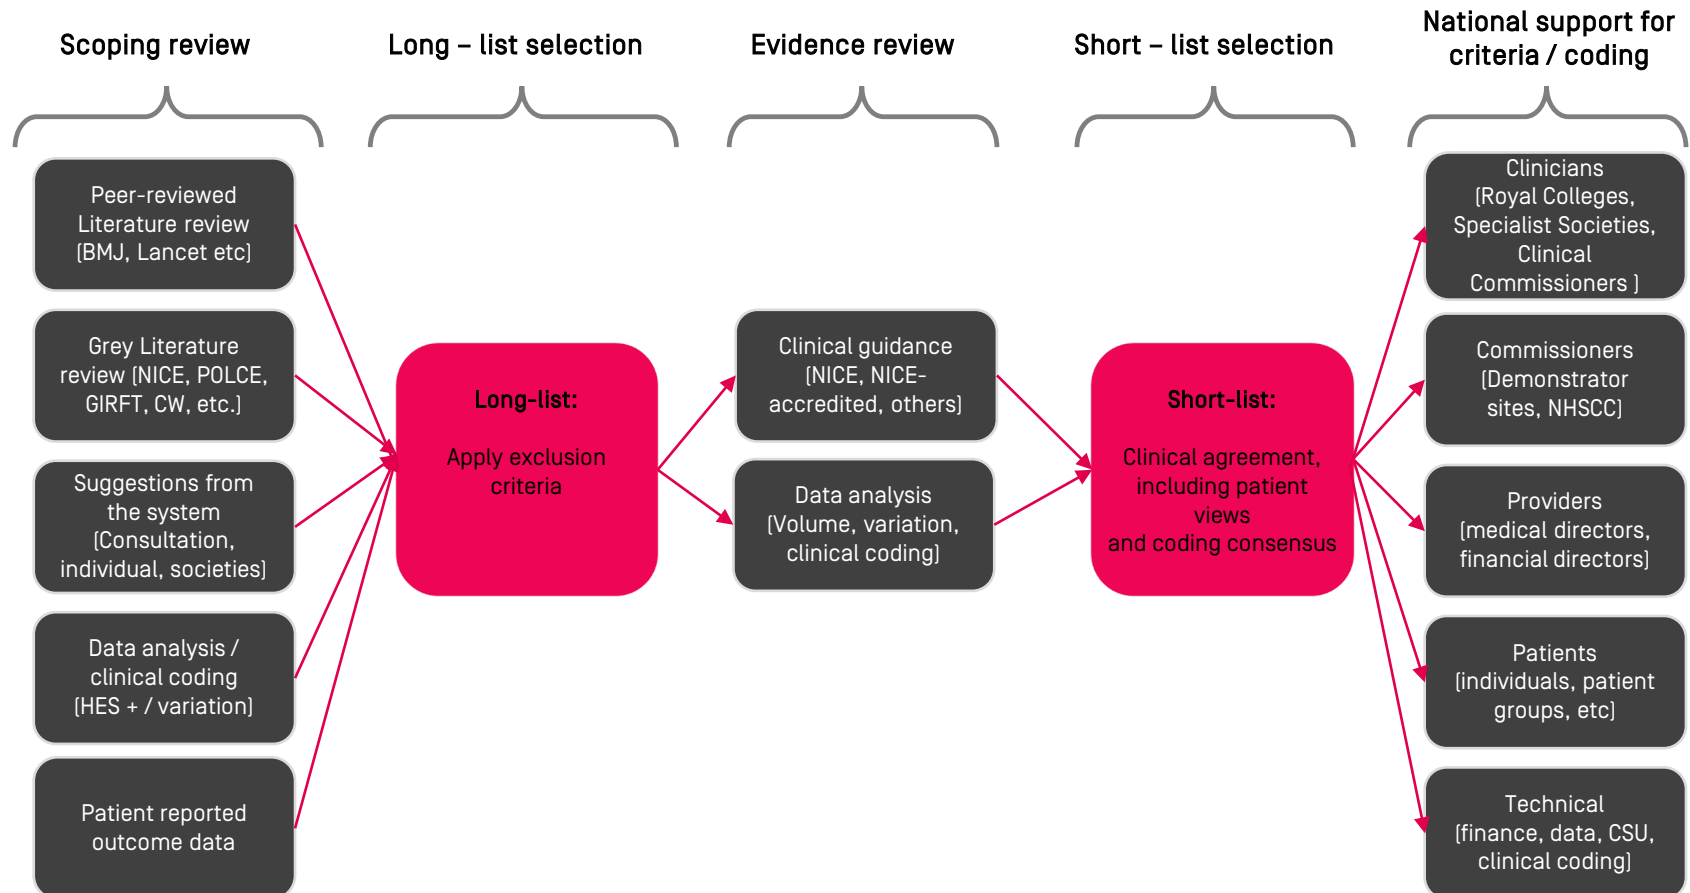 Scoping review
Long – list selection
Evidence review
Short – list selection
National support for
criteria / coding
Peer-reviewed
Literature review
(BMJ, Lancet etc)
Grey Literature
review (NICE, POLCE,
GIRFT, CW, etc.)
Suggestions from
the system
(Consultation,
individual, societies)
Data analysis /
clinical coding
(HES + / variation)
Patient reported
outcome data
Long-list:
Apply exclusion
criteria
Clinical guidance
(NICE, NICE-
accredited, others)
Data analysis
(Volume, variation,
clinical coding)
Short-list:
Clinical agreement,
including patient
views
and coding consensus
Clinicians
(Royal Colleges,
Specialist Societies,
Clinical
Commissioners )
Commissioners
(Demonstrator
sites, NHSCC)
Providers
(medical directors,
financial directors)
Patients
(individuals, patient
groups, etc)
Technical
(finance, data, CSU,
clinical coding)